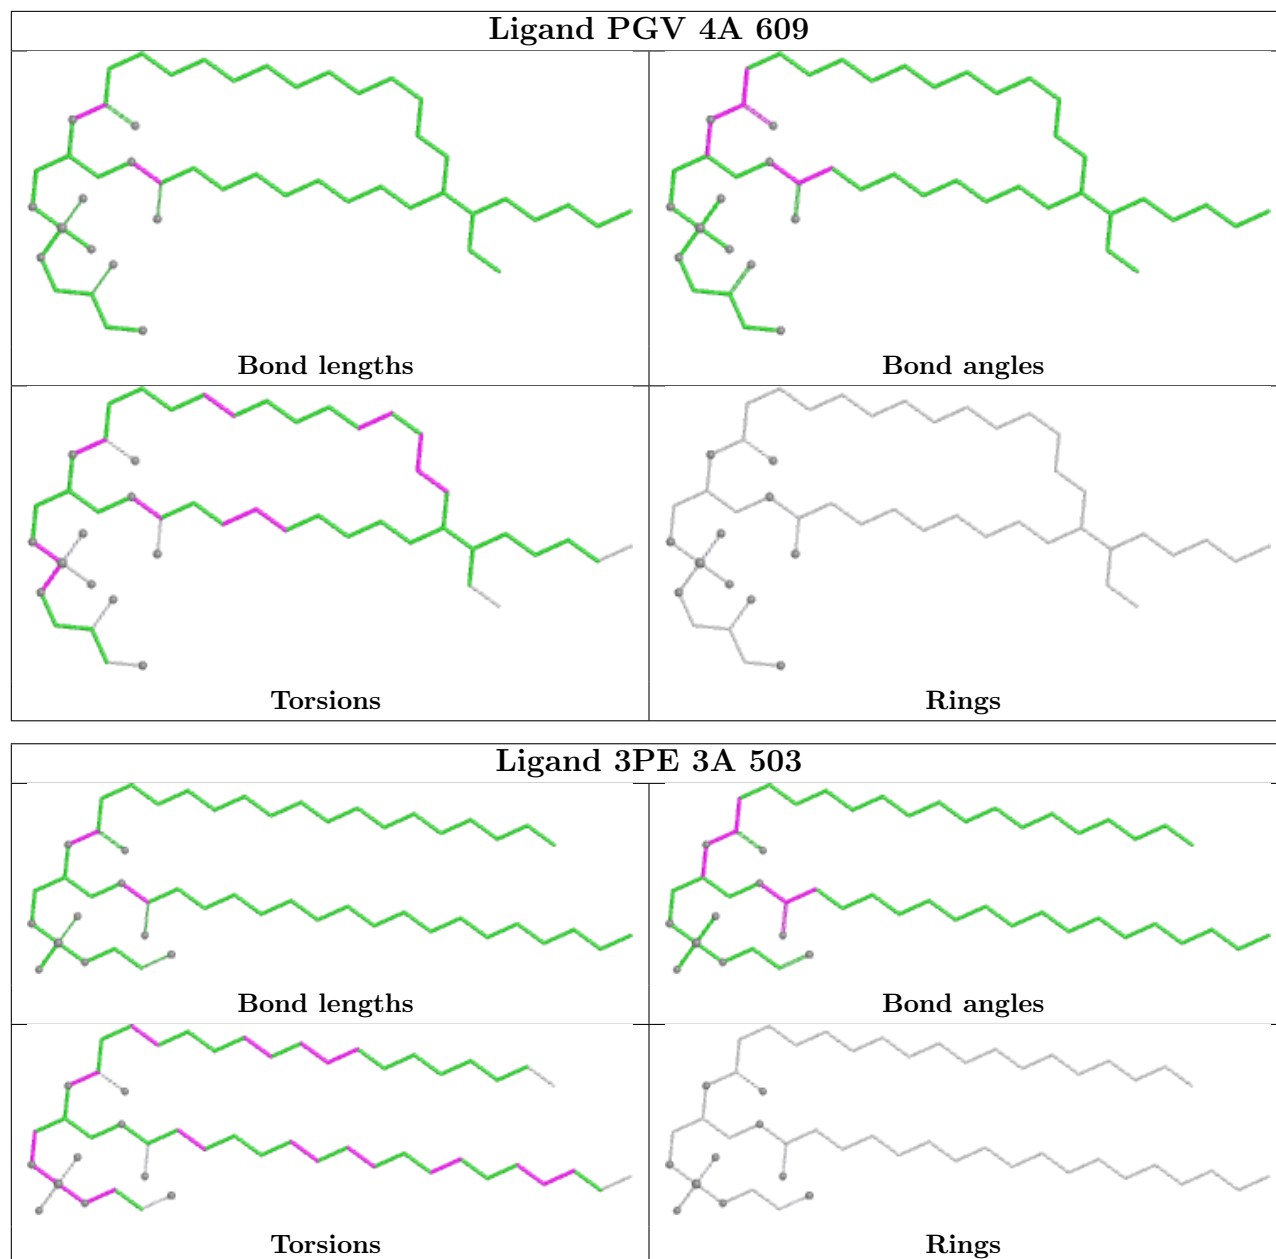 Ligand PGV 4A 609
Bond lengths
Bond angles
Torsions
Rings
Ligand 3PE 3A 503
Bond lengths
Bond angles
Torsions
Rings